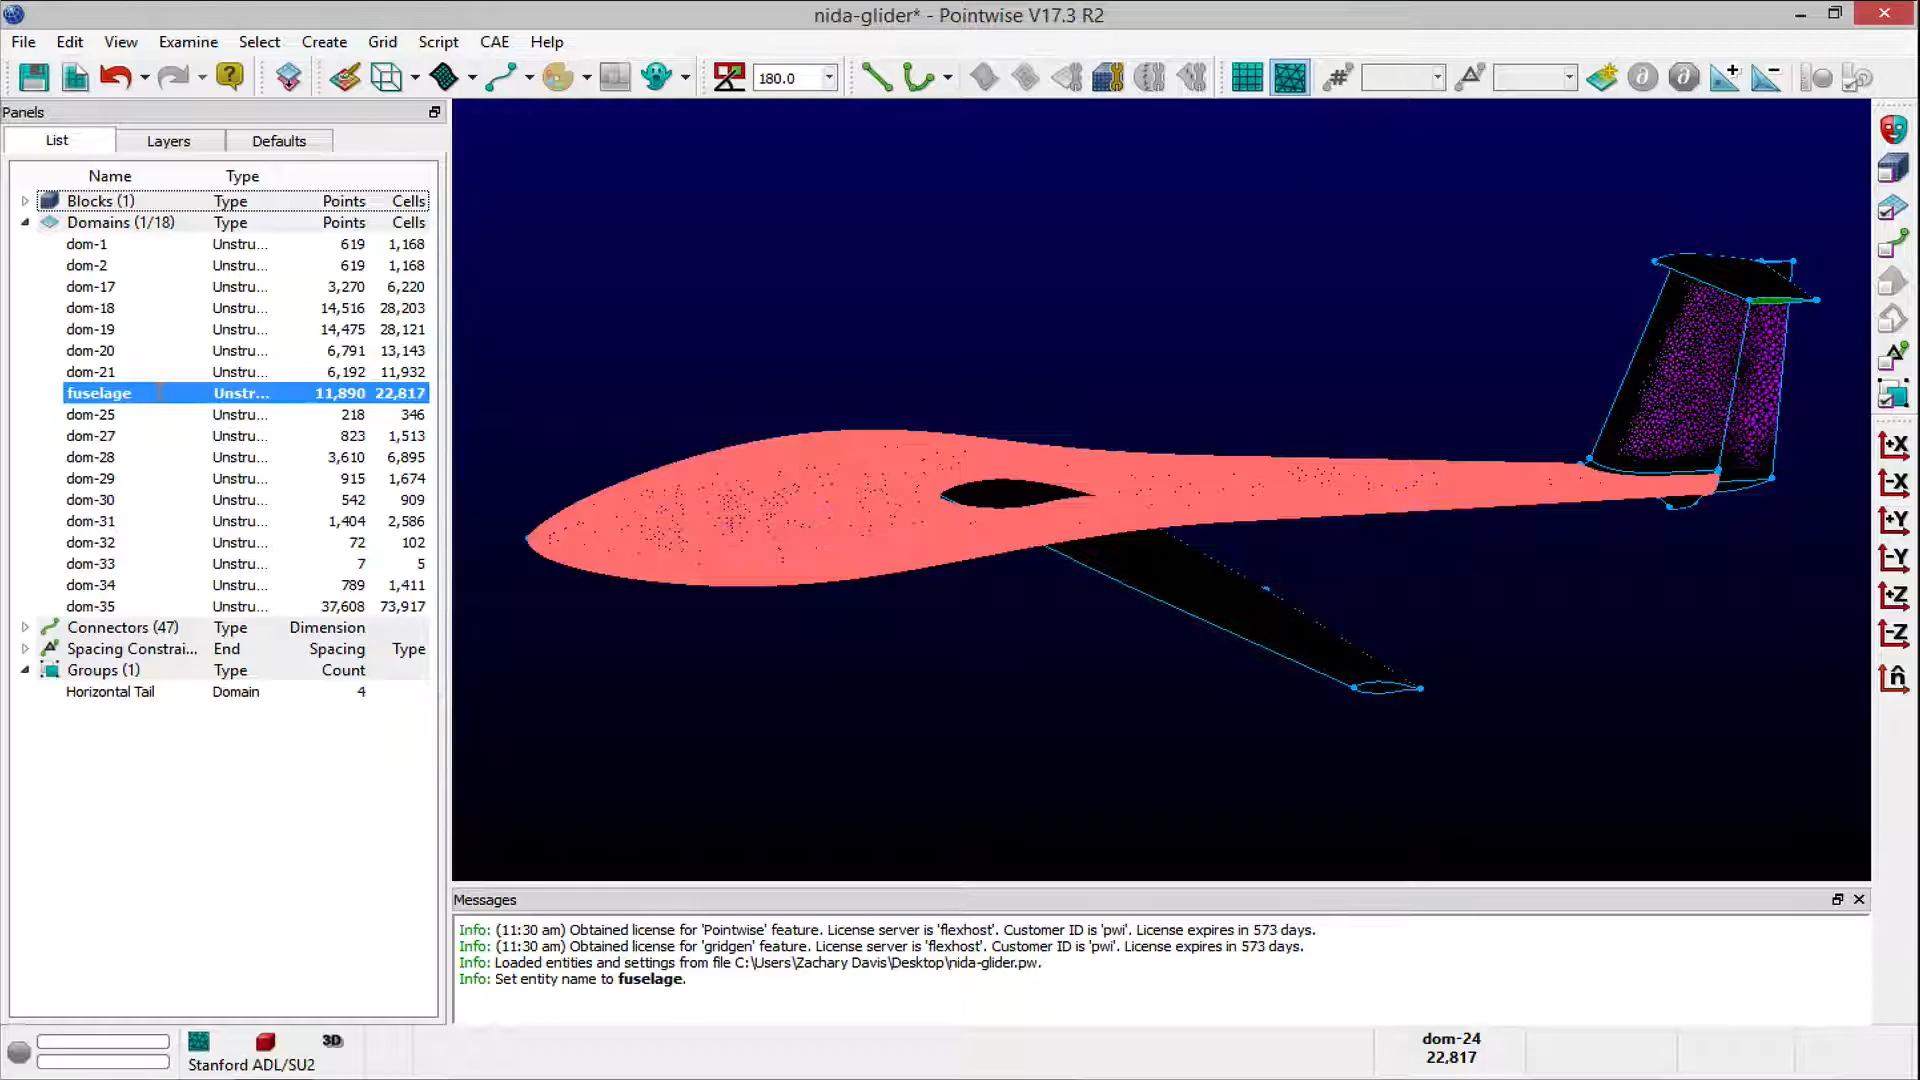 nida-glider* - Pointwise V17.3 R2
File Edit View Examine Select Create Grid Script CAE Help
180.0
Panels
List Layers Defaults
Name Type
Blocks (1) Type Points Cells
Domains (1/18) Type Points Cells
dom-1 Unstru... 619 1,168
dom-2 Unstru... 619 1,168
dom-17 Unstru... 3,270 6,220
dom-18 Unstru... 14,516 28,203
dom-19 Unstru... 14,475 28,121
dom-20 Unstru... 6,791 13,143
dom-21 Unstru... 6,192 11,932
fuselage Unstr... 11,890 22,817
dom-25 Unstru... 218 346
dom-27 Unstru... 823 1,513
dom-28 Unstru... 3,610 6,895
dom-29 Unstru... 915 1,674
dom-30 Unstru... 542 909
dom-31 Unstru... 1,404 2,586
dom-32 Unstru... 72 102
dom-33 Unstru... 7 5
dom-34 Unstru... 789 1,411
dom-35 Unstru... 37,608 73,917
Connectors (47) Type Dimension
Spacing Constrai... End Spacing Type
Groups (1) Type Count
Horizontal Tail Domain 4
+X
-X
+Y
-Y
+Z
-Z
n̂
Messages
Info: (11:30 am) Obtained license for 'Pointwise' feature. License server is 'flexhost'. Customer ID is 'pwi'. License expires in 573 days.
Info: (11:30 am) Obtained license for 'gridgen' feature. License server is 'flexhost'. Customer ID is 'pwi'. License expires in 573 days.
Info: Loaded entities and settings from file C:\Users\Zachary Davis\Desktop\nida-glider.pw.
Info: Set entity name to fuselage.
3D
Stanford ADL/SU2
dom-24
22,817